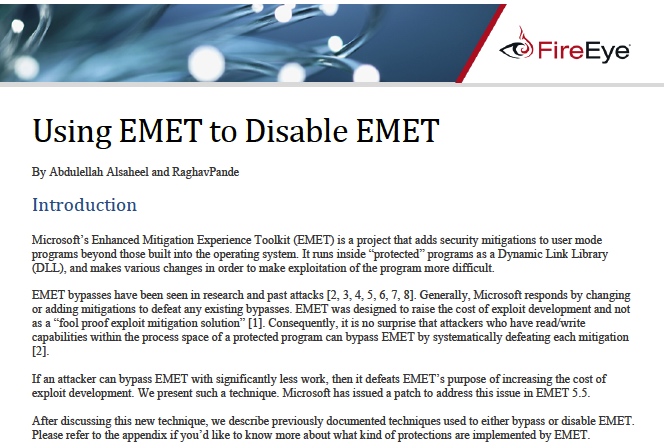 FireEye
Using EMET to Disable EMET
By Abdulellah Alsaheel and RaghavPande
Introduction
Microsoft’s Enhanced Mitigation Experience Toolkit (EMET) is a project that adds security mitigations to user mode
programs beyond those built into the operating system. It runs inside “protected” programs as a Dynamic Link Library
(DLL), and makes various changes in order to make exploitation of the program more difficult.
EMET bypasses have been seen in research and past attacks [2, 3, 4, 5, 6, 7, 8]. Generally, Microsoft responds by changing
or adding mitigations to defeat any existing bypasses. EMET was designed to raise the cost of exploit development and not
as a “fool proof exploit mitigation solution” [1]. Consequently, it is no surprise that attackers who have read/write
capabilities within the process space of a protected program can bypass EMET by systematically defeating each mitigation
[2].
If an attacker can bypass EMET with significantly less work, then it defeats EMET’s purpose of increasing the cost of
exploit development. We present such a technique. Microsoft has issued a patch to address this issue in EMET 5.5.
After discussing this new technique, we describe previously documented techniques used to either bypass or disable EMET.
Please refer to the appendix if you’d like to know more about what kind of protections are implemented by EMET.